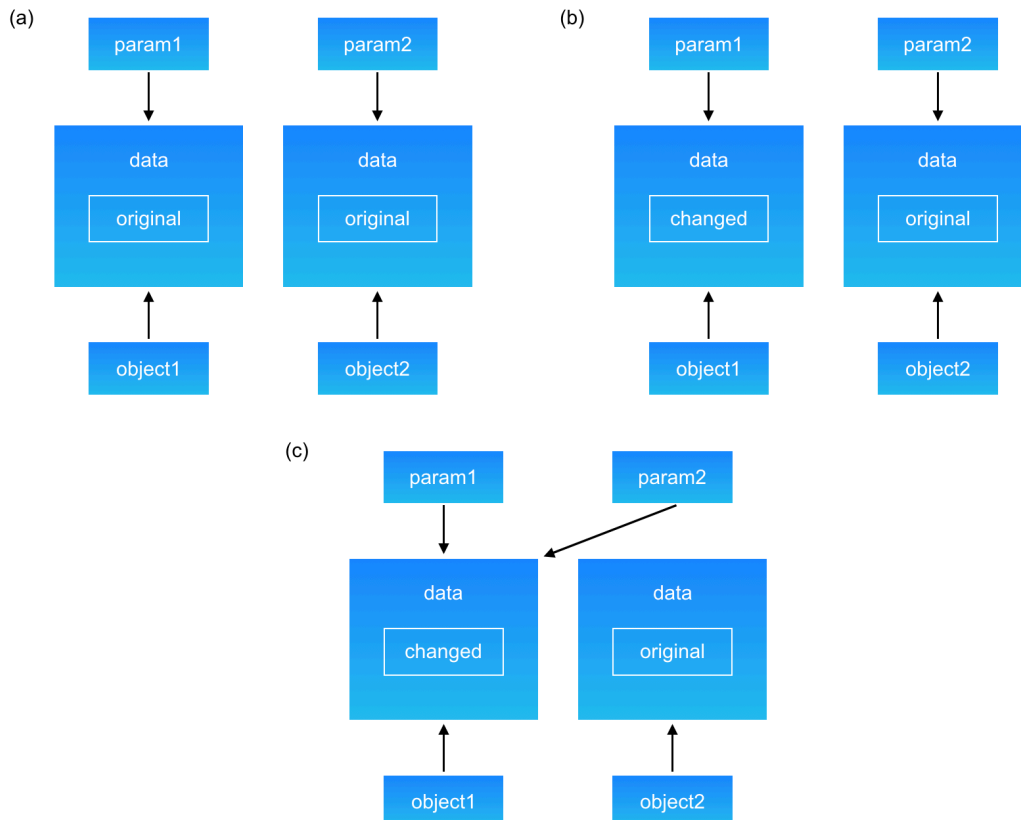 (a)
param1
param2
data
data
original
original
object1
object2
(b)
param1
param2
data
data
changed
original
object1
object2
(c)
param1
param2
data
data
changed
original
object1
object2